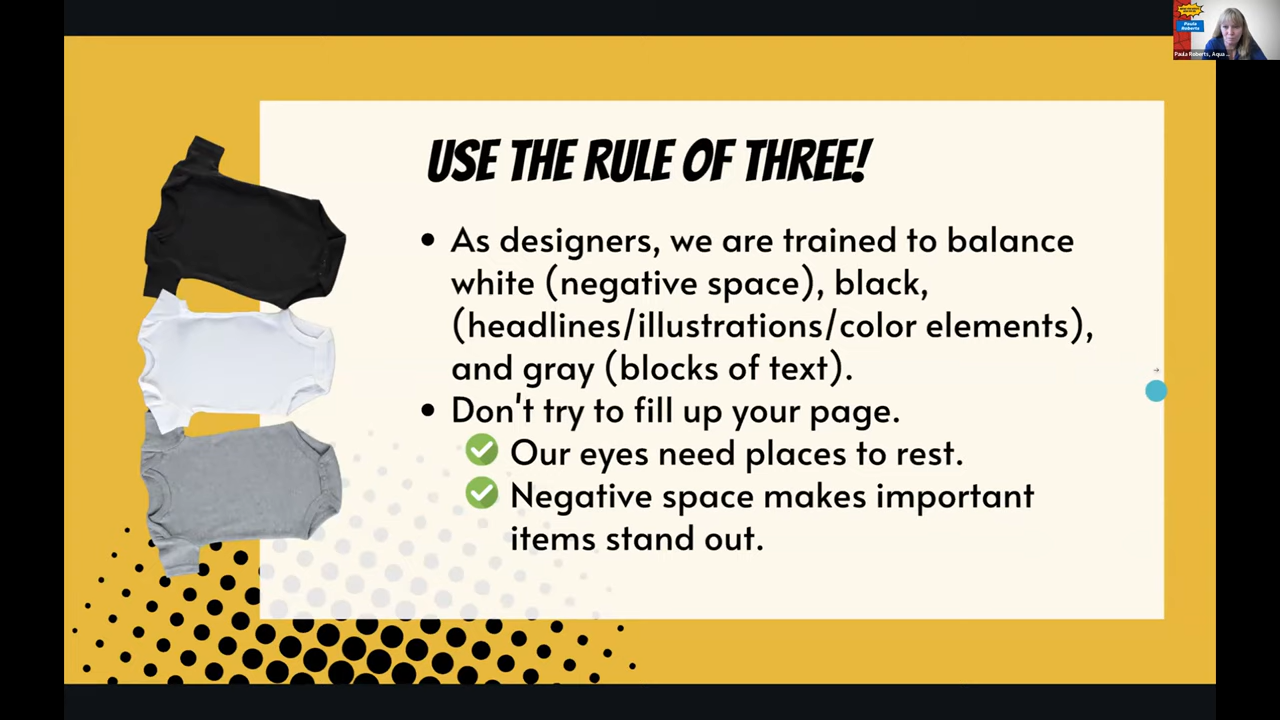 USE THE RULE OF THREE!
As designers, we are trained to balance
white (negative space), black,
(headlines/illustrations/color elements),
and gray (blocks of text).
Don't try to fill up your page.
Our eyes need places to rest.
Negative space makes important
items stand out.
Paula
Roberts
Paula Roberts, Aqua ...